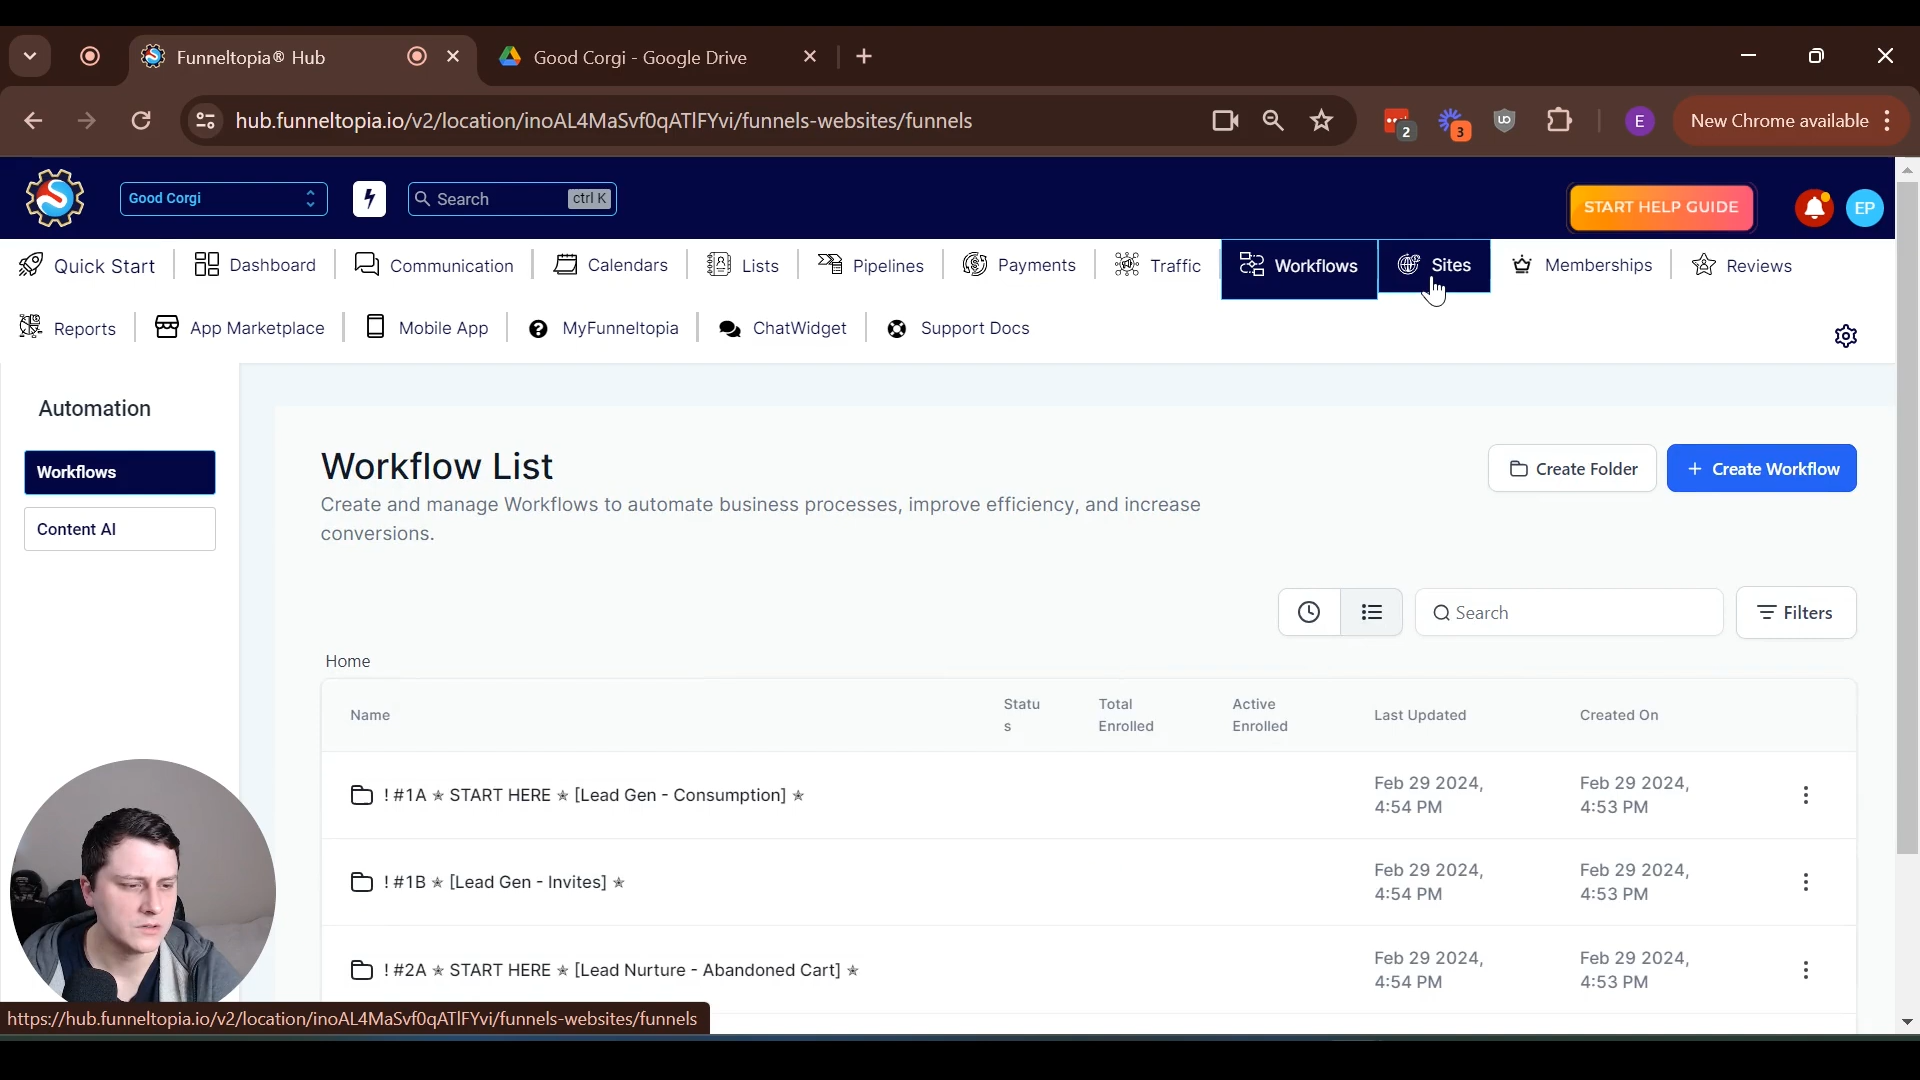 Funneltopia® Hub
Good Corgi - Google Drive
hub.funneltopia.io/v2/location/inoAL4MaSvf0qATlFYvi/funnels-websites/funnels
2
3
E
New Chrome available
Good Corgi
Search
ctrl K
START HELP GUIDE
EP
Quick Start
Dashboard
Communication
Calendars
Lists
Pipelines
Payments
Traffic
Workflows
Sites
Memberships
Reviews
Reports
App Marketplace
Mobile App
MyFunneltopia
ChatWidget
Support Docs
Automation
Workflows
Content AI
Workflow List
Create and manage Workflows to automate business processes, improve efficiency, and increase
conversions.
Create Folder
+ Create Workflow
Search
Filters
Home
Name
Statu
s
Total
Enrolled
Active
Enrolled
Last Updated
Created On
! #1A ★ START HERE ★ [Lead Gen - Consumption] ★
Feb 29 2024,
4:54 PM
Feb 29 2024,
4:53 PM
! #1B ★ [Lead Gen - Invites] ★
Feb 29 2024,
4:54 PM
Feb 29 2024,
4:53 PM
! #2A ★ START HERE ★ [Lead Nurture - Abandoned Cart] ★
Feb 29 2024,
4:54 PM
Feb 29 2024,
4:53 PM
https://hub.funneltopia.io/v2/location/inoAL4MaSvf0qATlFYvi/funnels-websites/funnels